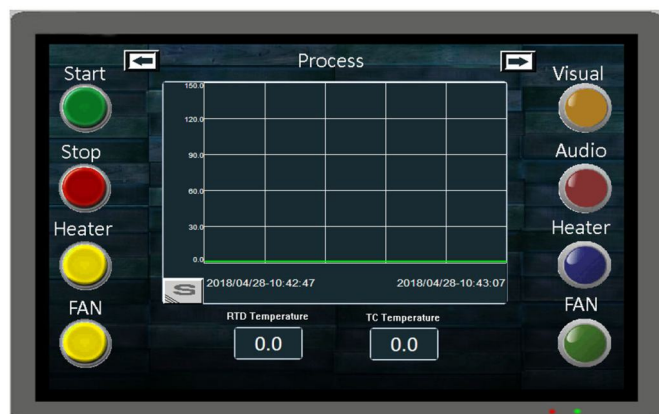 Process
Start
Stop
Heater
FAN
150.0
120.0
90.0
60.0
30.0
0.0
2018/04/28-10:42:47
2018/04/28-10:43:07
S
RTD Temperature
0.0
TC Temperature
0.0
Visual
Audio
Heater
FAN